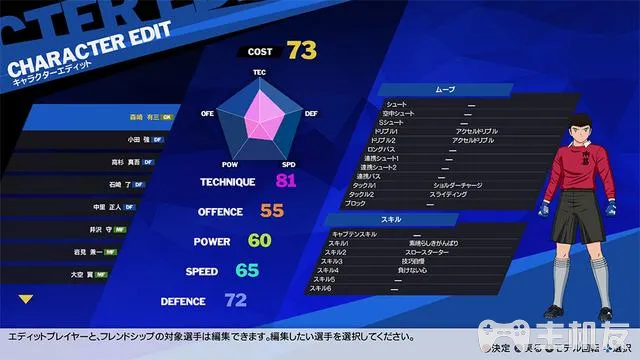 CHARACTER EDIT
キャラクターエディット
COST 73
TEC
OFE
DEF
POW
SPD
TECHNIQUE 81
OFFENCE 55
POWER 60
SPEED 65
DEFENCE 72
森崎 有三 GK
小田 強 DF
高杉 真吾 DF
石崎 了 DF
中里 正人 DF
井沢 守 MF
岩見 兼一 MF
大空 翼 MF
ムーブ
シュート —
空中シュート —
Sシュート —
ドリブル1 アクセルドリブル
ドリブル2 アクセルドリブル
ロングパス —
連携シュート1 —
連携シュート2 —
連携パス —
タックル1 ショルダーチャージ
タックル2 スライディング
ブロック —
スキル
キャプテンスキル —
スキル1 素晴らしきがんばり
スキル2 スロースターター
スキル3 技巧自慢
スキル4 負けない心
スキル5 —
スキル6 —
南葛
エディットプレイヤーと、フレンドシップの対象選手は編集できます。編集したい選手を選択してください。
決定 戻る モデル回転 選択
主机友